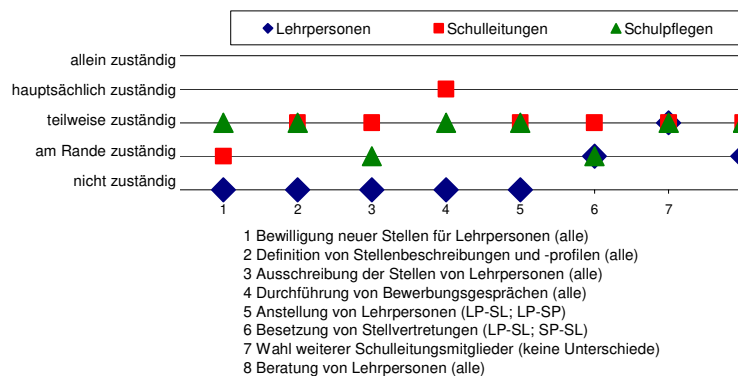 Lehrpersonen Schulleitungen Schulpflegen
allein zuständig
hauptsächlich zuständig
teilweise zuständig
am Rande zuständig
nicht zuständig
1 2 3 4 5 6 7
1 Bewilligung neuer Stellen für Lehrpersonen (alle)
2 Definition von Stellenbeschreibungen und -profilen (alle)
3 Ausschreibung der Stellen von Lehrpersonen (alle)
4 Durchführung von Bewerbungsgesprächen (alle)
5 Anstellung von Lehrpersonen (LP-SL; LP-SP)
6 Besetzung von Stellvertretungen (LP-SL; SP-SL)
7 Wahl weiterer Schulleitungsmitglieder (keine Unterschiede)
8 Beratung von Lehrpersonen (alle)